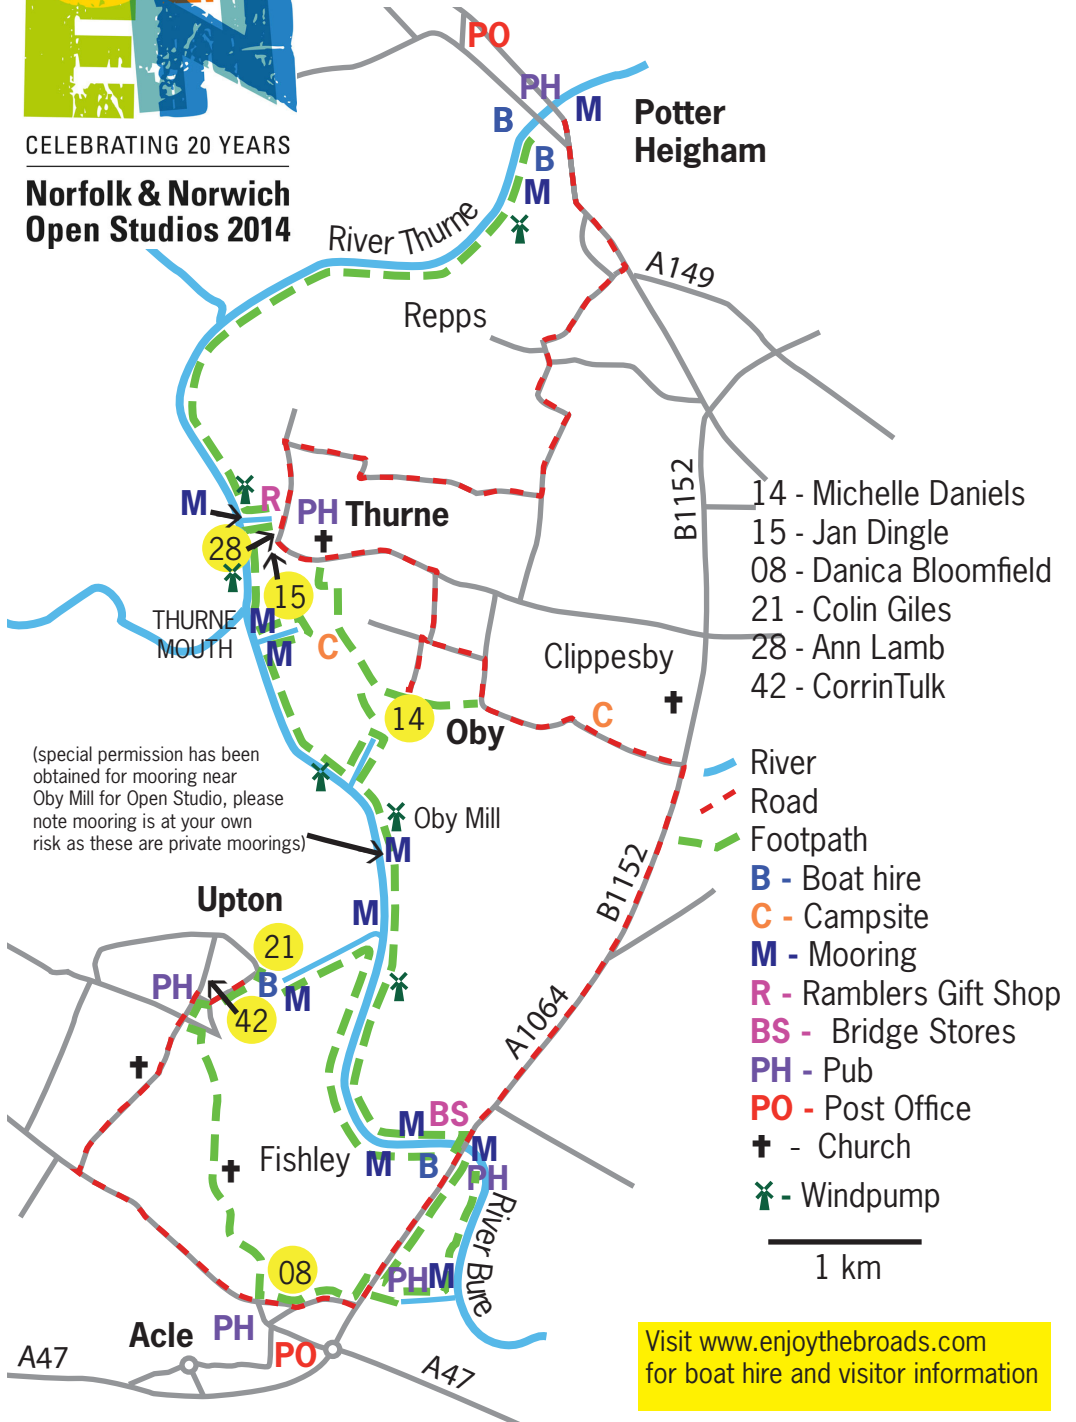 CELEBRATING 20 YEARS
Norfolk & Norwich
Open Studios 2014
PO
PH
M
B
Potter
Heigham
B
M
River Thurne
A149
Repps
B1152
M
R
PH
Thurne
28
15
THURNE
MOUTH
M
M
C
Clippesby
14
Oby
C
14 - Michelle Daniels
15 - Jan Dingle
08 - Danica Bloomfield
21 - Colin Giles
28 - Ann Lamb
42 - CorrinTulk
(special permission has been
obtained for mooring near
Oby Mill for Open Studio, please
note mooring is at your own
risk as these are private moorings)
Oby Mill
M
River
Road
Footpath
B - Boat hire
C - Campsite
M - Mooring
R - Ramblers Gift Shop
BS - Bridge Stores
PH - Pub
PO - Post Office
- Church
- Windpump
1 km
Upton
M
21
B1152
PH
B
M
42
A1064
M
BS
Fishley
M
B
M
PH
River Bure
08
PH
M
Acle
PH
PO
A47
A47
Visit www.enjoythebroads.com
for boat hire and visitor information